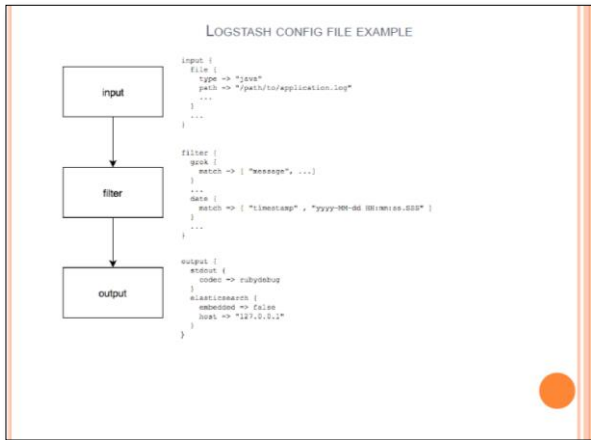 LOGSTASH CONFIG FILE EXAMPLE
input
input {
file {
type => "java"
path => "/path/to/application.log"
...
}
...
}
filter
filter {
grok {
match => [ "message", ...]
}
...
date {
match => [ "timestamp" , "yyyy-MM-dd HH:mm:ss.SSS" ]
}
...
}
output
output {
stdout {
codec => rubydebug
}
elasticsearch {
embedded => false
host => "127.0.0.1"
}
}